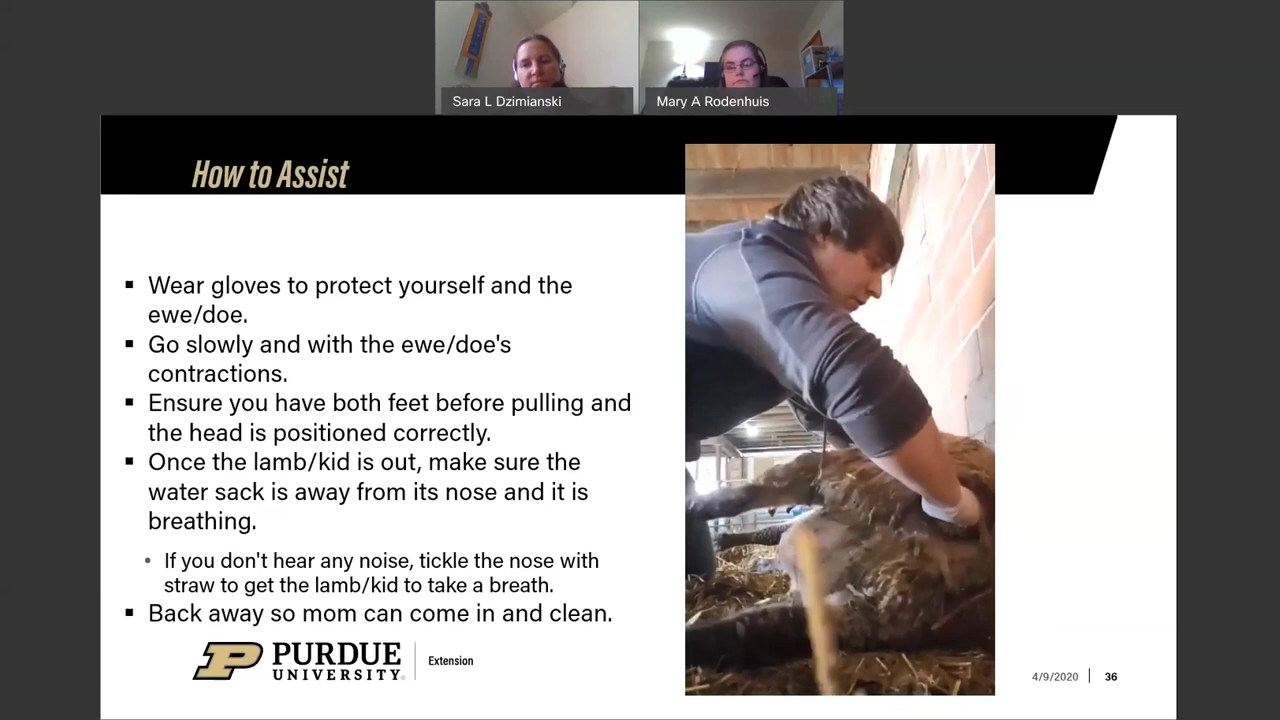 Sara L Dzimianski
Mary A Rodenhuis
How to Assist
▪ Wear gloves to protect yourself and the
ewe/doe.
▪ Go slowly and with the ewe/doe's
contractions.
▪ Ensure you have both feet before pulling and
the head is positioned correctly.
▪ Once the lamb/kid is out, make sure the
water sack is away from its nose and it is
breathing.
• If you don't hear any noise, tickle the nose with
straw to get the lamb/kid to take a breath.
▪ Back away so mom can come in and clean.
P PURDUE
UNIVERSITY®
Extension
4/9/2020 | 36